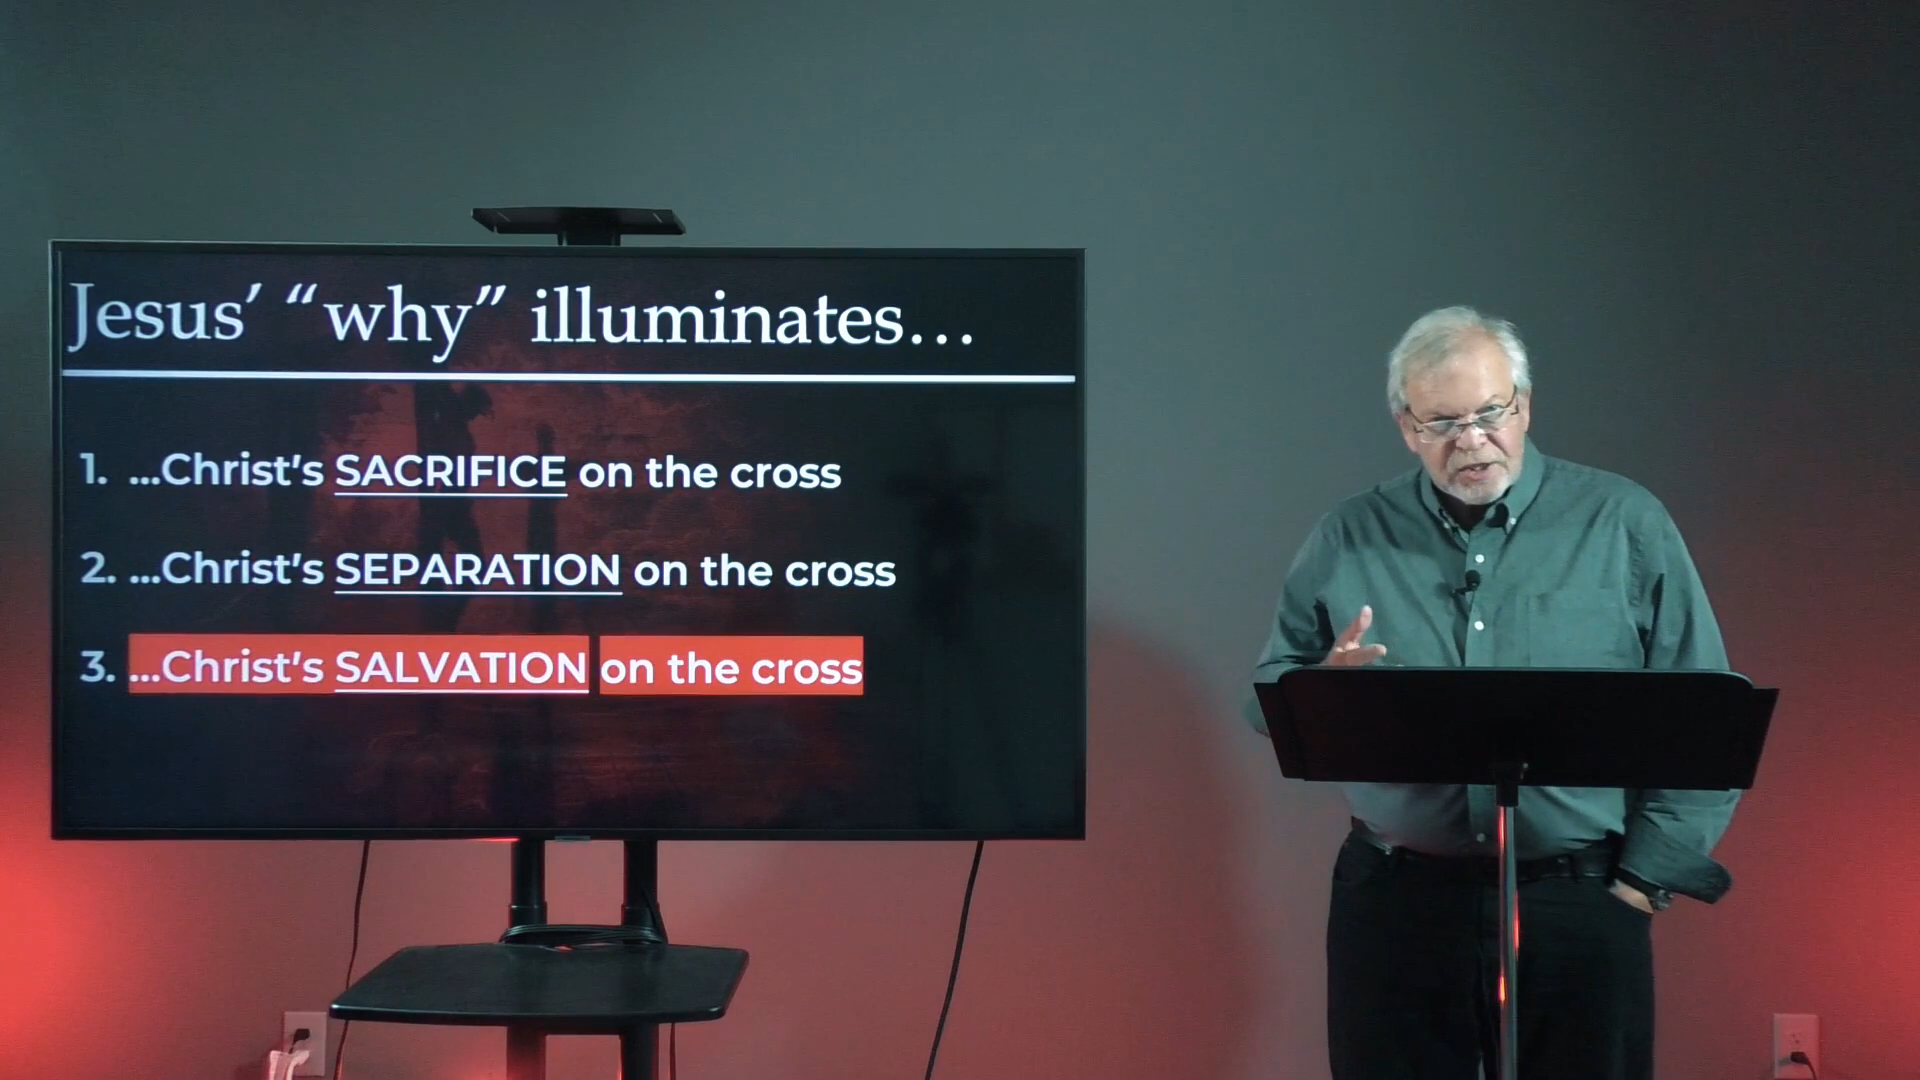 Jesus’ “why” illuminates…
1. …Christ’s SACRIFICE on the cross
2. …Christ’s SEPARATION on the cross
3. …Christ’s SALVATION on the cross